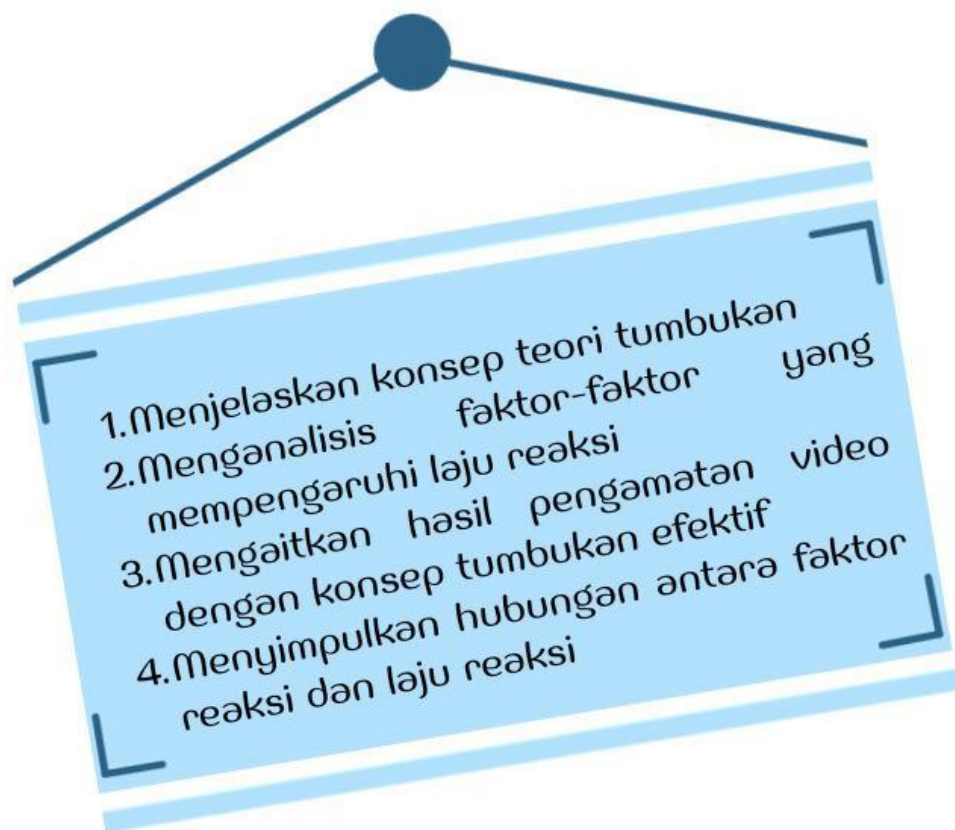 1.Menjelaskan konsep teori tumbukan
2.Menganalisis faktor-faktor yang
mempengaruhi laju reaksi
3.Mengaitkan hasil pengamatan video
dengan konsep tumbukan efektif
4.Menyimpulkan hubungan antara faktor
reaksi dan laju reaksi